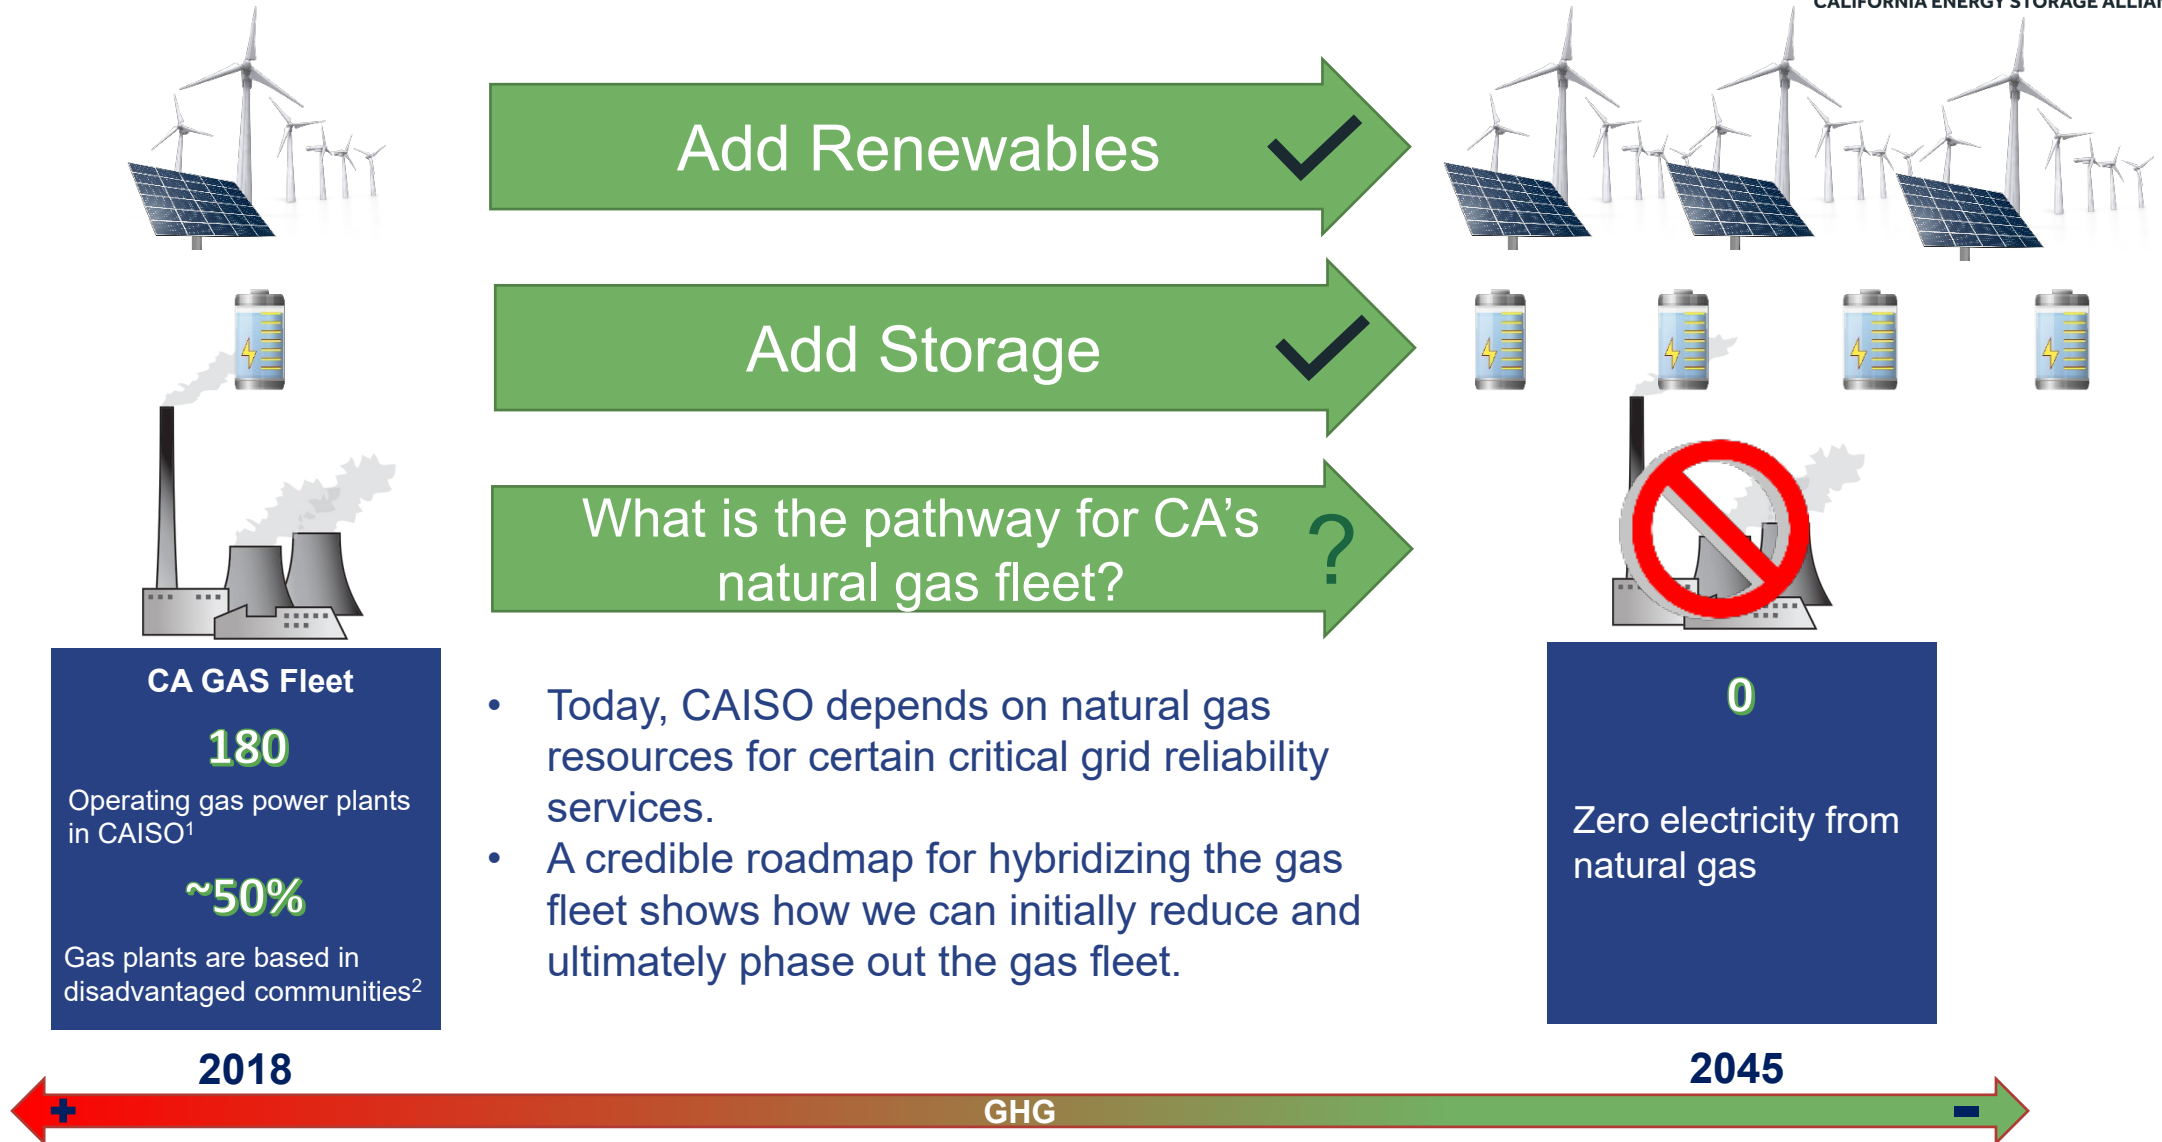 CALIFORNIA ENERGY STORAGE
Add Renewables
Add Storage
What is the pathway for CA’s
natural gas fleet?
?
CA GAS Fleet
180
Operating gas power plants
in CAISO¹
~50%
Gas plants are based in
disadvantaged communities²
• Today, CAISO depends on natural gas
resources for certain critical grid reliability
services.
• A credible roadmap for hybridizing the gas
fleet shows how we can initially reduce and
ultimately phase out the gas fleet.
0
Zero electricity from
natural gas
2018
2045
+
GHG
-